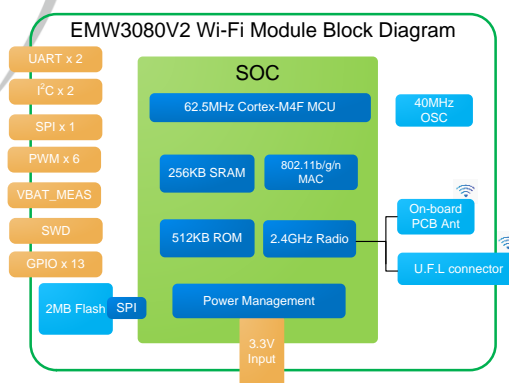 EMW3080V2 Wi-Fi Module Block Diagram
UART x 2
I²C x 2
SPI x 1
PWM x 6
VBAT_MEAS
SWD
GPIO x 13
2MB Flash
SPI
SOC
62.5MHz Cortex-M4F MCU
256KB SRAM
802.11b/g/n
MAC
512KB ROM
2.4GHz Radio
Power Management
3.3V
Input
40MHz
OSC
On-board
PCB Ant
U.F.L connector